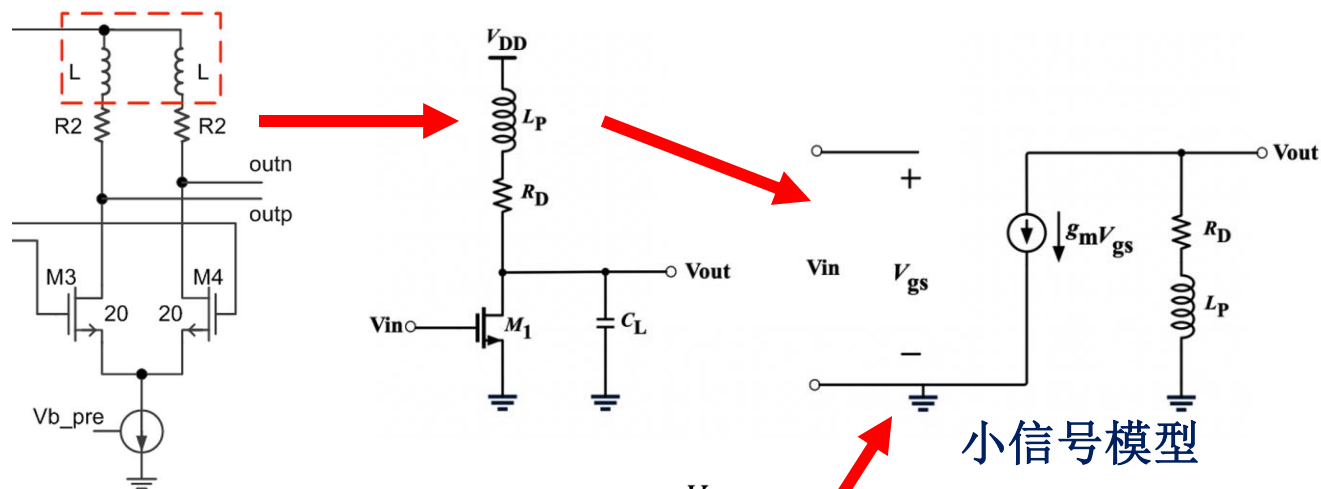 L
L
R2
R2
outn
outp
M3
M4
20
20
Vb_pre
VDD
LP
RD
Vout
Vin
M1
CL
Vin
+
Vgs
−
gmVgs
Vout
RD
LP
小信号模型